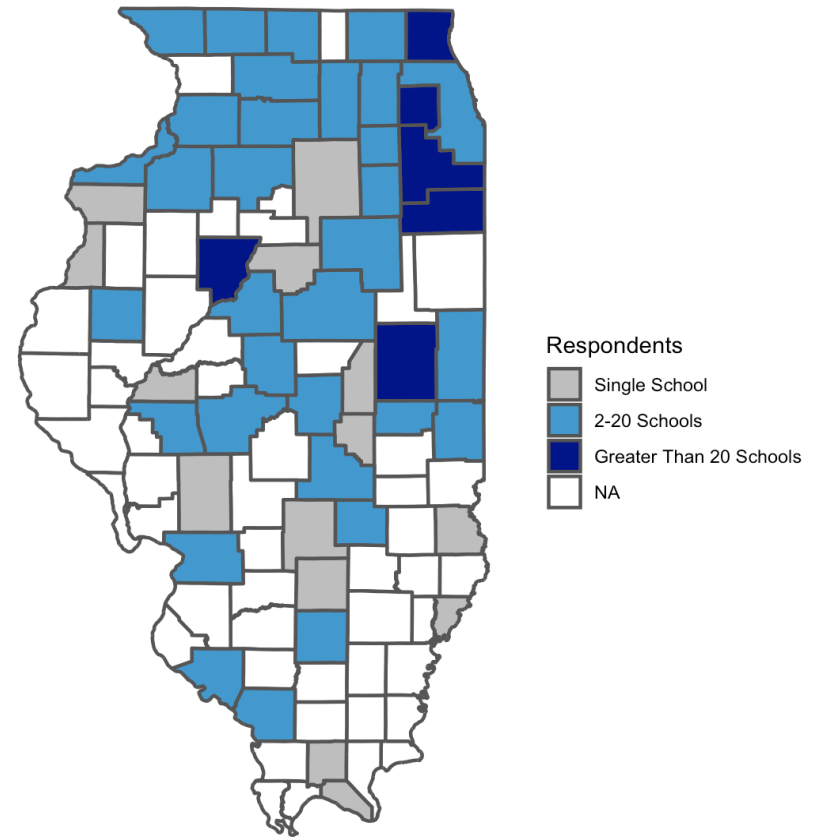 Respondents
Single School
2-20 Schools
Greater Than 20 Schools
NA